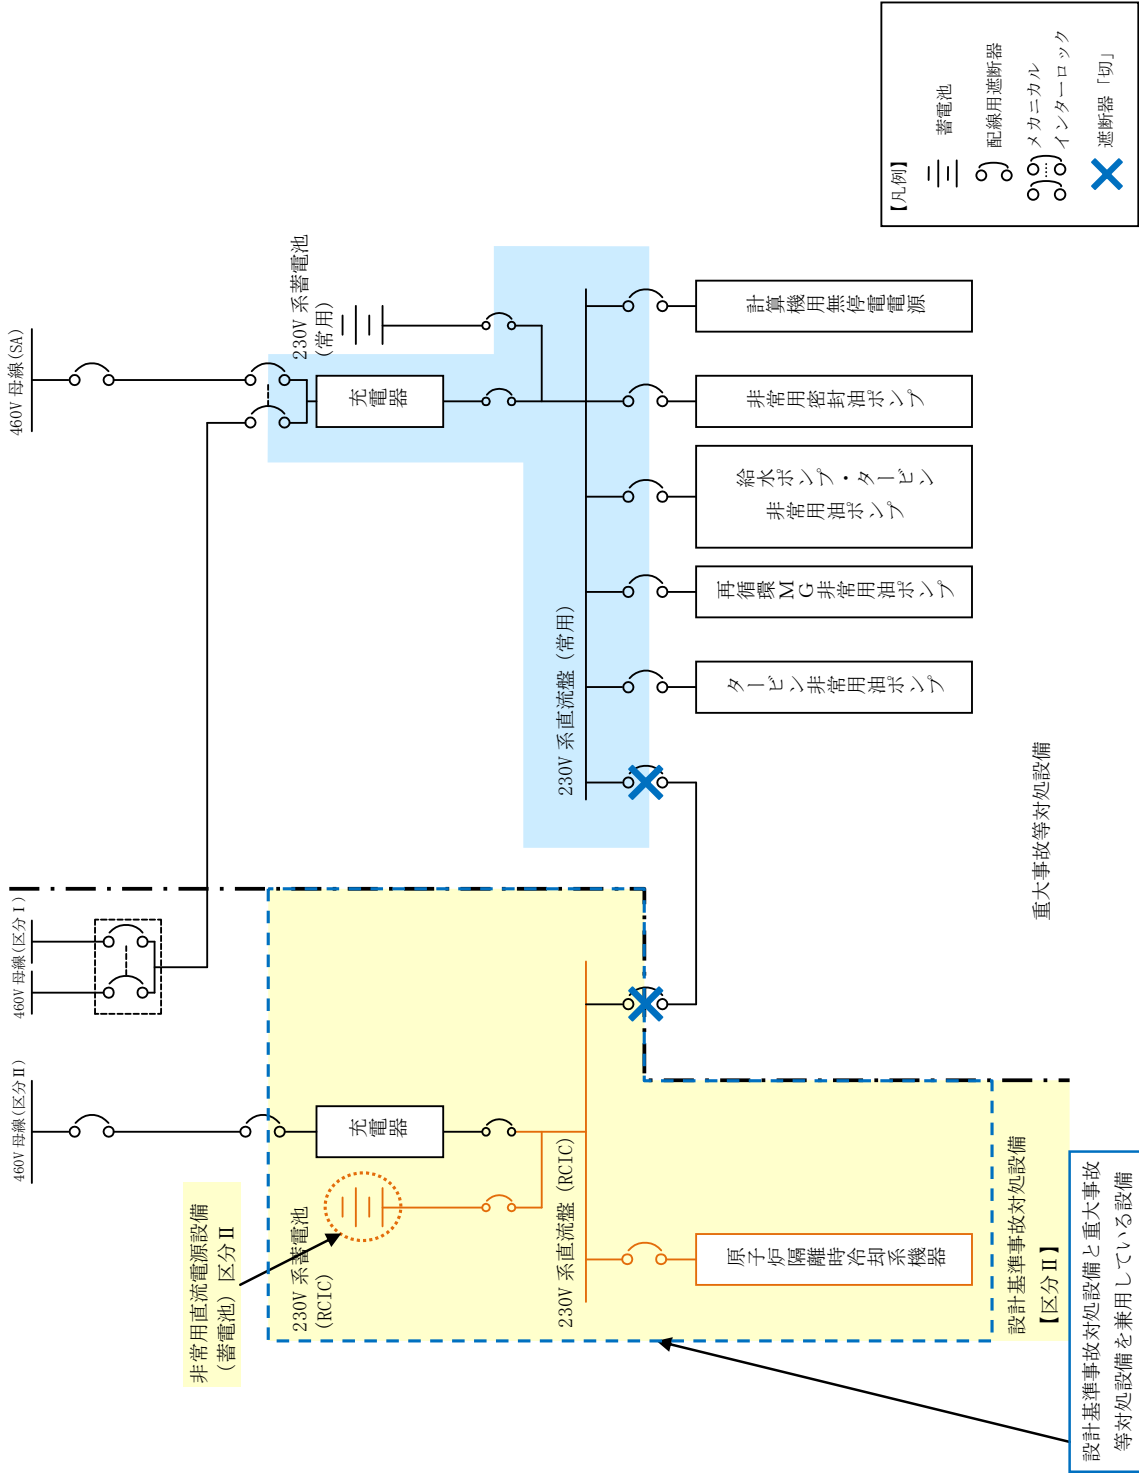 460V 母線(区分Ⅱ)
460V 母線(区分Ⅰ)
460V 母線(SA)
非常用直流電源設備
(蓄電池) 区分Ⅱ
230V 系蓄電池
(RCIC)
充電器
230V 系直流盤 (RCIC)
原子炉隔離時冷却系機器
設計基準事故対処設備
【区分Ⅱ】
設計基準事故対処設備と重大事故
等対処設備を兼用している設備
230V 系蓄電池
(常用)
充電器
230V 系直流盤 (常用)
タービン非常用油ポンプ
再循環MG非常用油ポンプ
給水ポンプ・タービン
非常用油ポンプ
非常用密封油ポンプ
計算機用無停電電源
重大事故等対処設備
【凡例】
蓄電池
配線用遮断器
メカニカル
インターロック
遮断器「切」